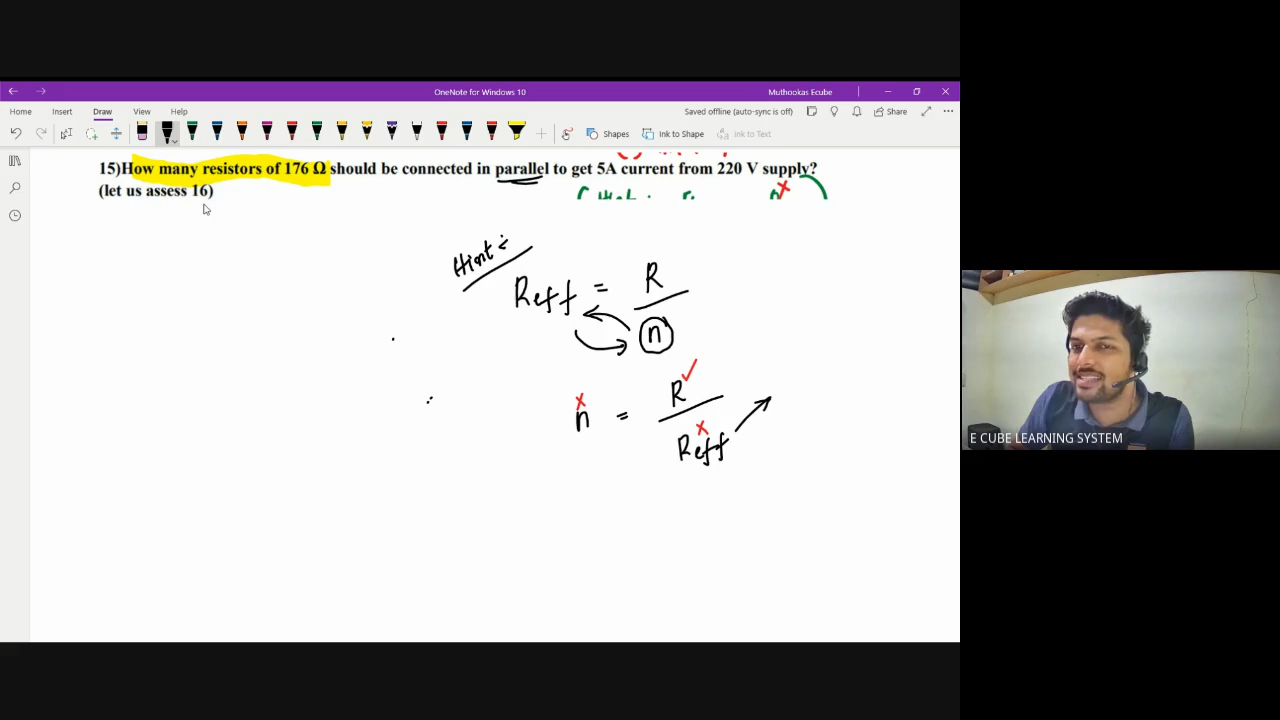 OneNote for Windows 10
Muthookas Ecube
Home Insert Draw View Help
Saved offline (auto-sync is off)
Share
Shapes
Ink to Shape
Ink to Text
15)How many resistors of 176 Ω should be connected in parallel to get 5A current from 220 V supply?
(let us assess 16)
Hint:
Reff = R
n
n = R
Reff
E CUBE LEARNING SYSTEM